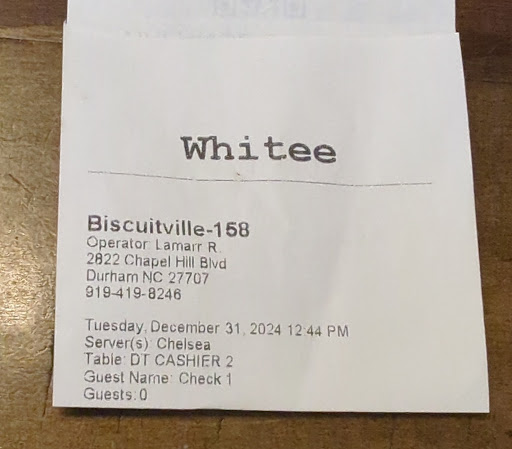 Whitee
Biscuitville-158
Operator: Lamarr R.
2822 Chapel Hill Blvd
Durham NC 27707
919-419-8246
Tuesday, December 31, 2024 12:44 PM
Server(s): Chelsea
Table: DT CASHIER 2
Guest Name: Check 1
Guests: 0